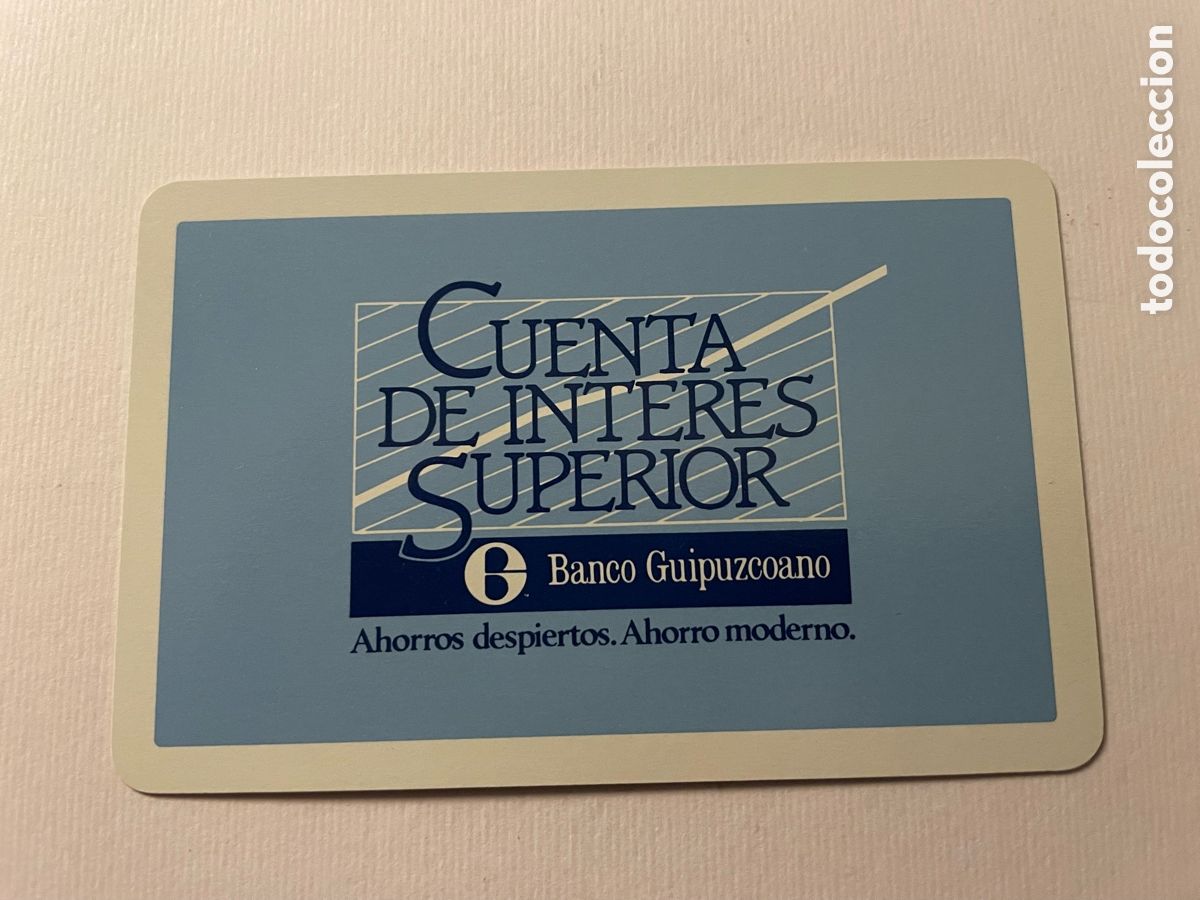 CUENTA
DE INTERES
SUPERIOR
Banco Guipuzcoano
Ahorros despiertos. Ahorro moderno.
todocoleccion